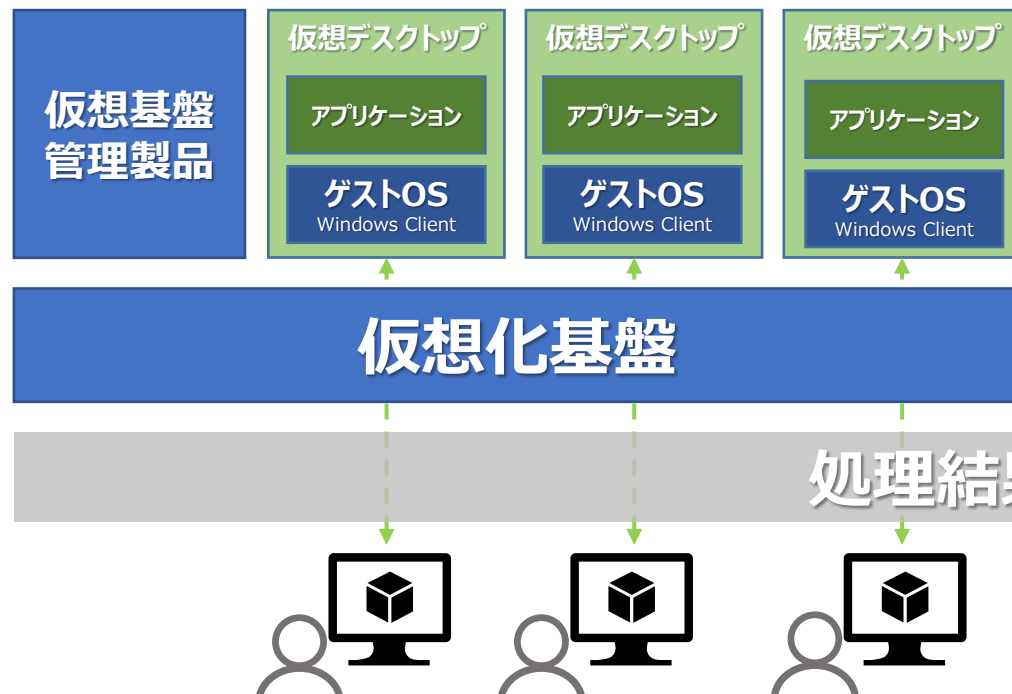 仮想基盤
管理製品
仮想デスクトップ
アプリケーション
ゲストOS
Windows Client
仮想デスクトップ
アプリケーション
ゲストOS
Windows Client
仮想デスクトップ
アプリケーション
ゲストOS
Windows Client
仮想化基盤
処理結果